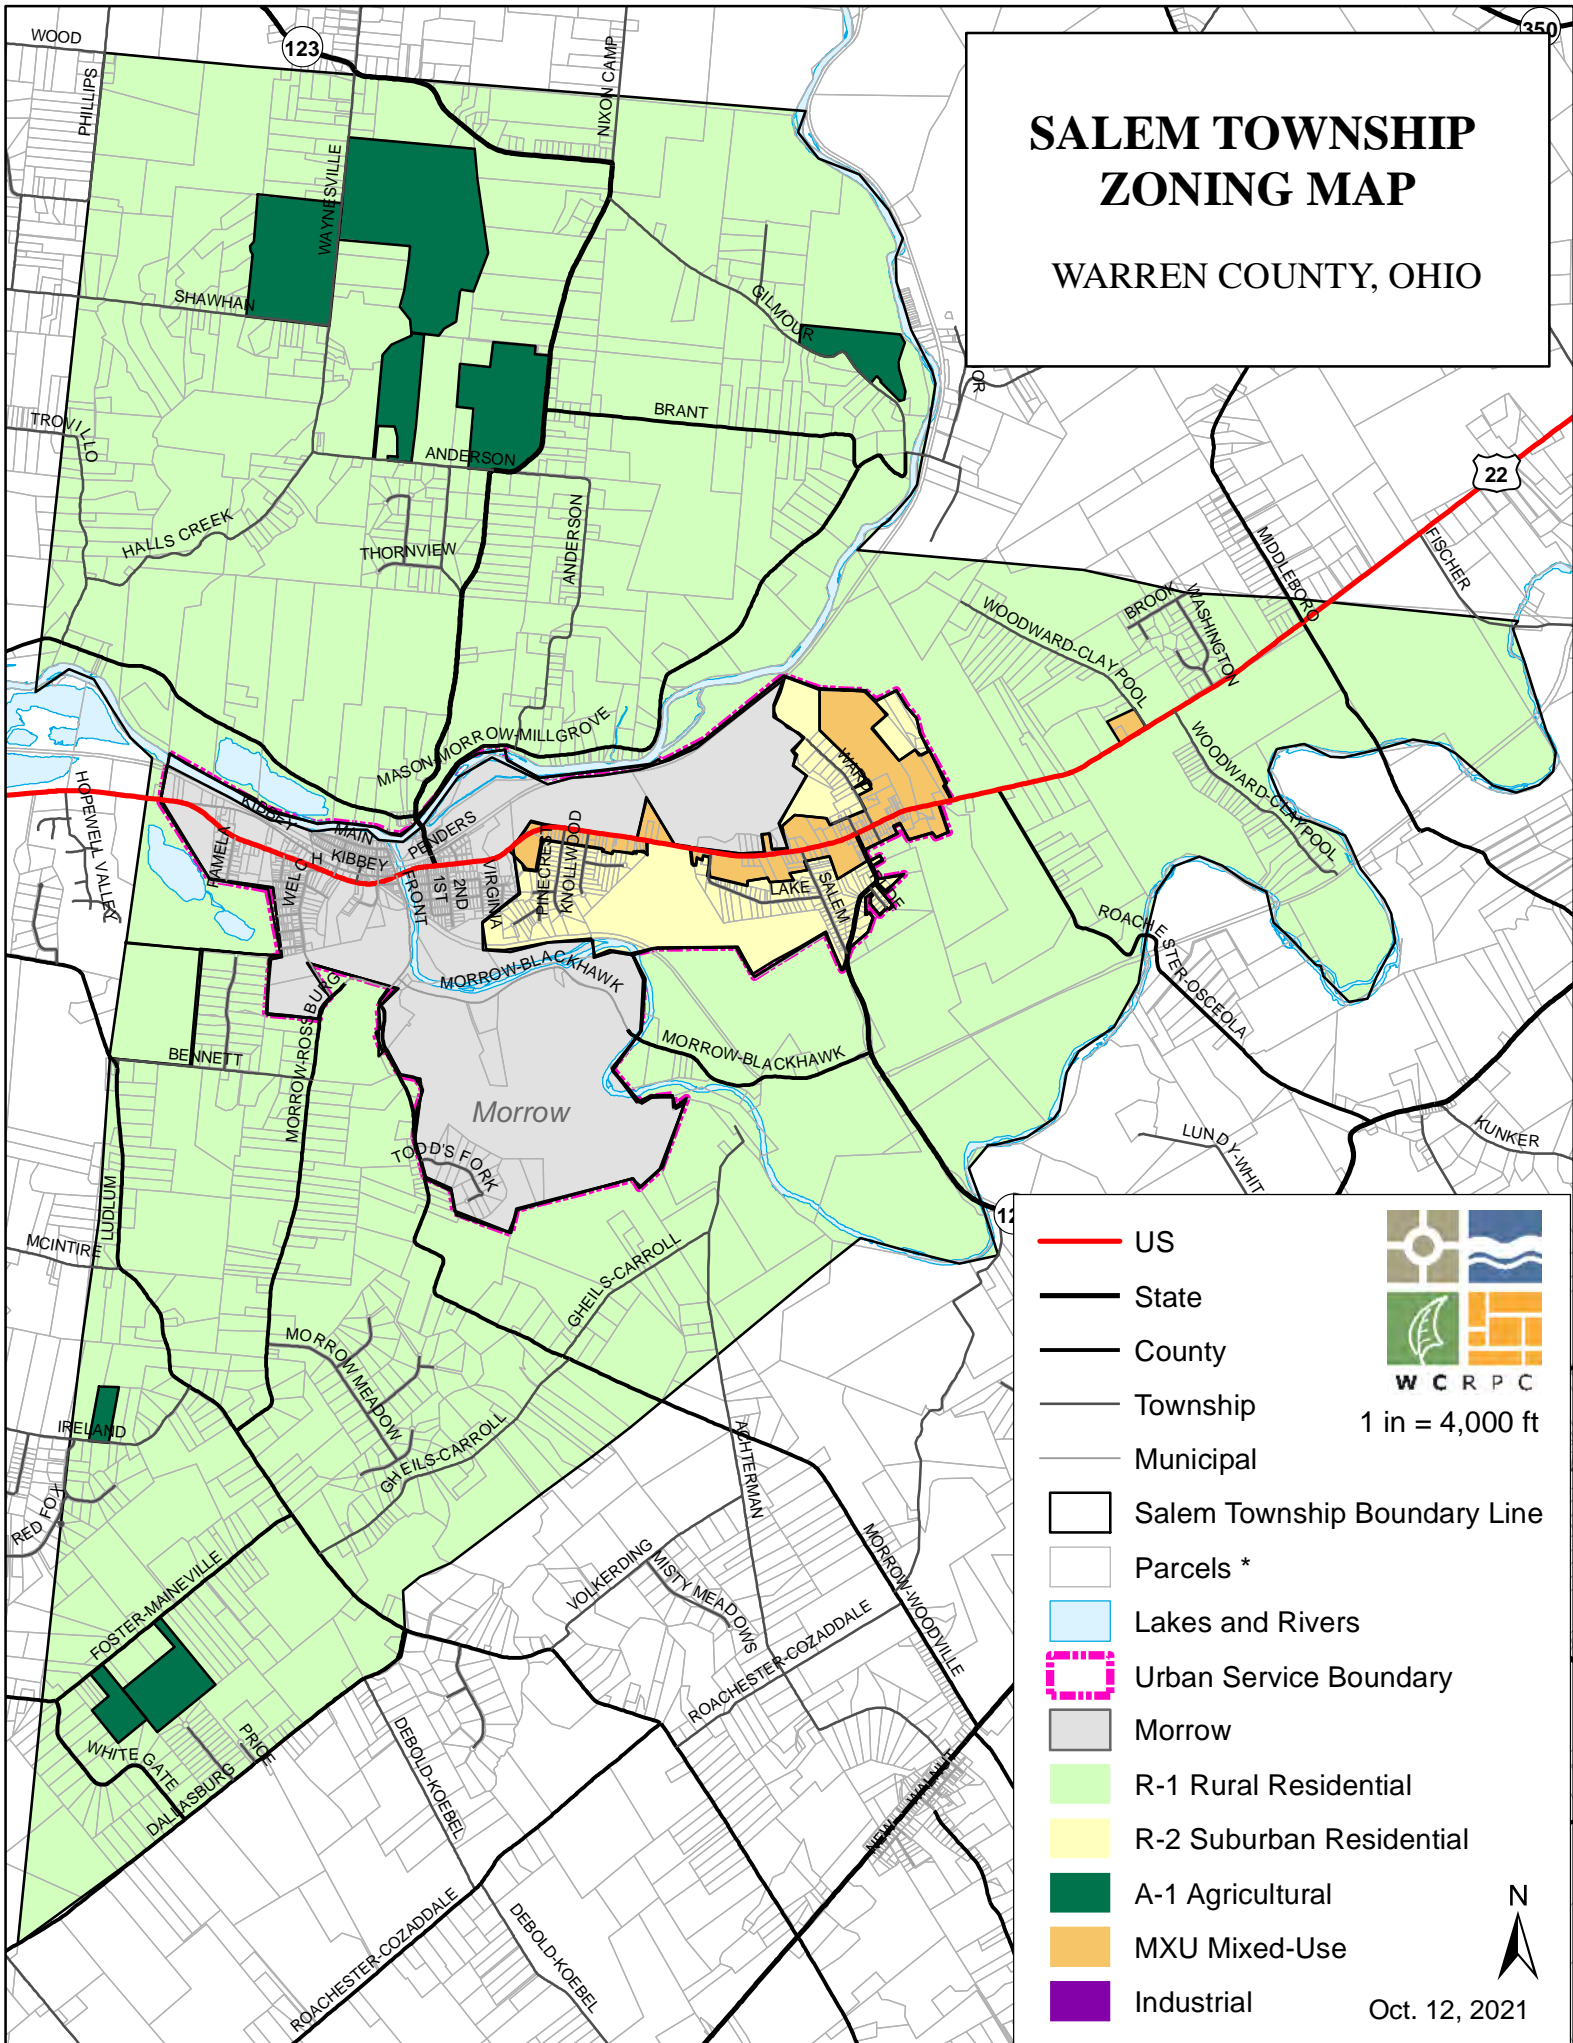 SALEM TOWNSHIP
ZONING MAP
WARREN COUNTY, OHIO
350
WOOD
123
PHILLIPS
NIXON CAMP
WAYNESVILLE
SHAWHAN
GILMOUR
OR
BRANT
TROVILLO
ANDERSON
22
HALLS CREEK
THORNVIEW
ANDERSON
MIDDLEBORO
FISCHER
BROOK
WASHINGTON
WOODWARD-CLAYPOOL
MASON-MORROW-MILLGROVE
WOODWARD-CLAYPOOL
WARD
HOPEWELL VALLEY
KIBBEY
MAIN
PENDERS
PAMELA
H
KIBBEY
WELCH
FRONT
1ST
2ND
VIRGINIA
PINECREST
KNOLLWOOD
LAKE
SALEM
ROACHESTER-OSCEOLA
MORROW-BLACKHAWK
MORROW-ROSSBURG
BENNETT
MORROW-BLACKHAWK
Morrow
TODD'S FORK
LUNDY-WHIT
KUNKER
LUDLUM
MCINTIRE
12
GHEILS-CARROLL
MORROW MEADOW
IRELAND
GHEILS-CARROLL
ACHTERMAN
RED FOX
FOSTER-MAINEVILLE
VOLKERDING
MISTY MEADOWS
MORROW-WOODVILLE
ROACHESTER-COZADDALE
WHITE GATE
PRICE
DALLASBURG
DEBOLD-KOEBEL
NEW
WALNUT
ROACHESTER-COZADDALE
DEBOLD-KOEBEL
US
State
County
Township
Municipal
Salem Township Boundary Line
Parcels *
Lakes and Rivers
Urban Service Boundary
Morrow
R-1 Rural Residential
R-2 Suburban Residential
A-1 Agricultural
MXU Mixed-Use
Industrial
W C R P C
1 in = 4,000 ft
N
Oct. 12, 2021